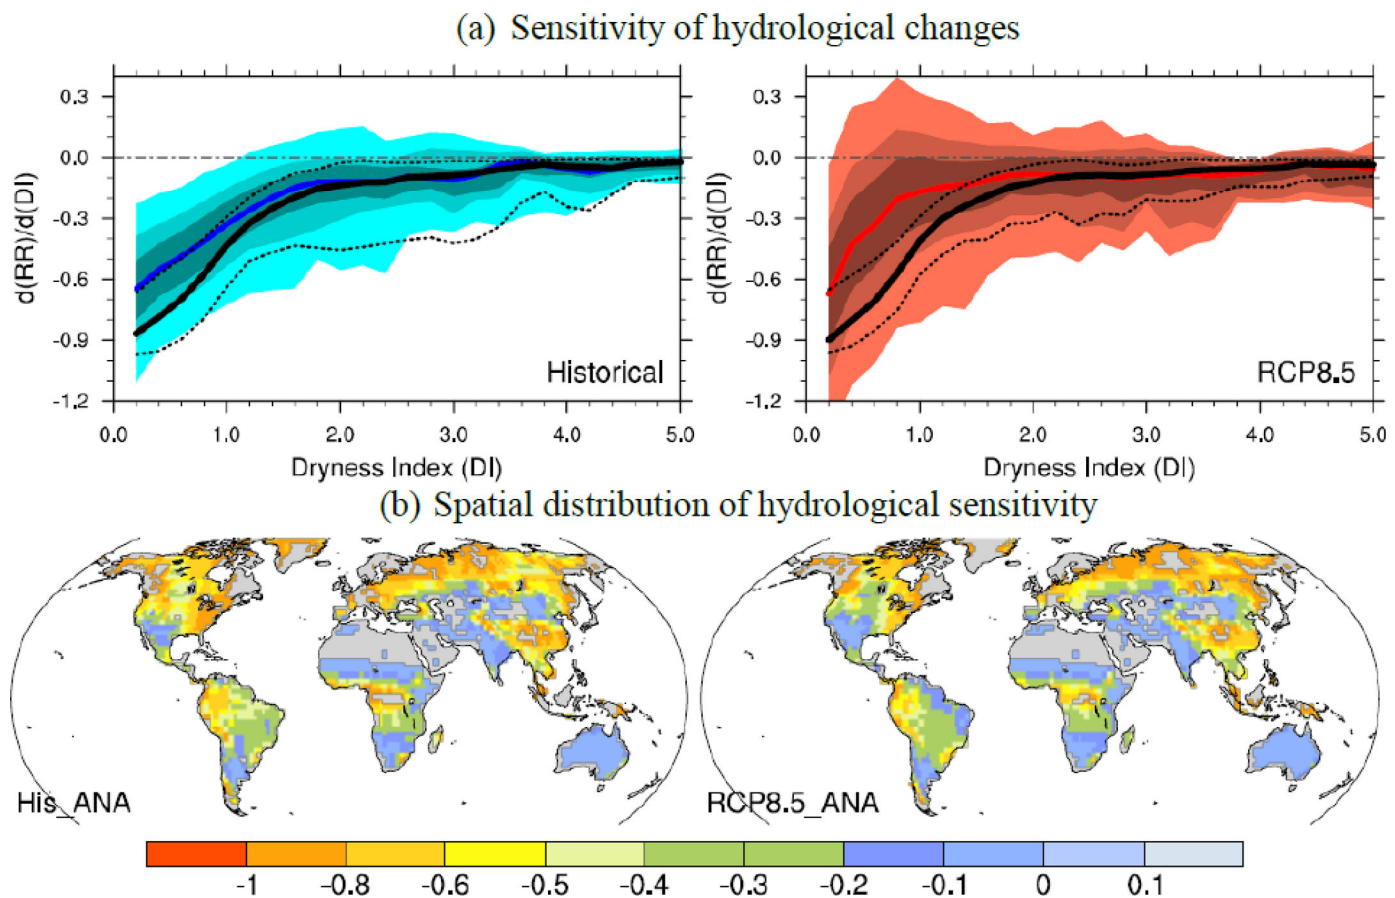 (a) Sensitivity of hydrological changes
d(RR)/d(DI)
0.3
0.0
-0.3
-0.6
-0.9
-1.2
Historical
0.0 1.0 2.0 3.0 4.0 5.0
Dryness Index (DI)
d(RR)/d(DI)
0.3
0.0
-0.3
-0.6
-0.9
-1.2
RCP8.5
0.0 1.0 2.0 3.0 4.0 5.0
Dryness Index (DI)
(b) Spatial distribution of hydrological sensitivity
His_ANA
RCP8.5_ANA
-1 -0.8 -0.6 -0.5 -0.4 -0.3 -0.2 -0.1 0 0.1